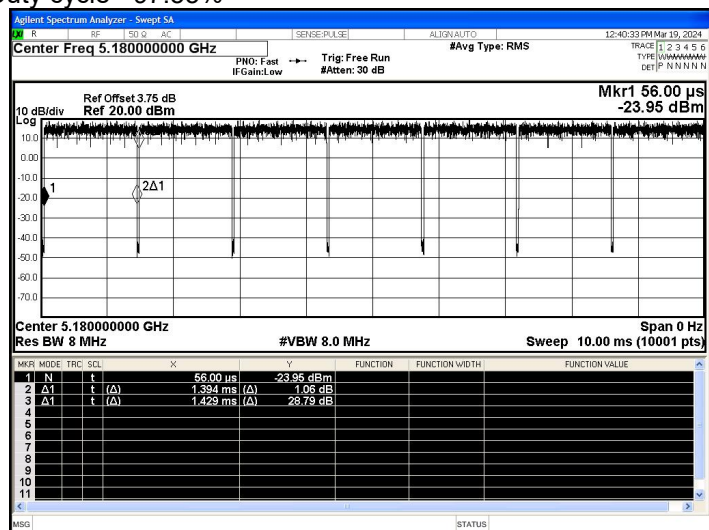 Agilent Spectrum Analyzer - Swept SA
R RF 50 Ω AC SENSE:PULSE ALIGN AUTO 12:40:33 PM Mar 19, 2024
Center Freq 5.180000000 GHz #Avg Type: RMS TRACE 1 2 3 4 5 6
PNO: Fast Trig: Free Run TYPE WWWWWW
IFGain:Low #Atten: 30 dB DET P N N N N N
Mkr1 56.00 µs
Ref Offset 3.75 dB
10 dB/div Ref 20.00 dBm -23.95 dBm
Log
10.0
0.00
-10.0
1 2Δ1
-20.0
-30.0
-40.0
-50.0
-60.0
-70.0
Center 5.180000000 GHz Span 0 Hz
Res BW 8 MHz #VBW 8.0 MHz Sweep 10.00 ms (10001 pts)
MKR MODE TRC SCL X Y FUNCTION FUNCTION WIDTH FUNCTION VALUE
1 N t 56.00 µs -23.95 dBm
2 Δ1 t (Δ) 1.394 ms (Δ) 1.06 dB
3 Δ1 t (Δ) 1.429 ms (Δ) 28.79 dB
4
5
6
7
8
9
10
11
MSG STATUS